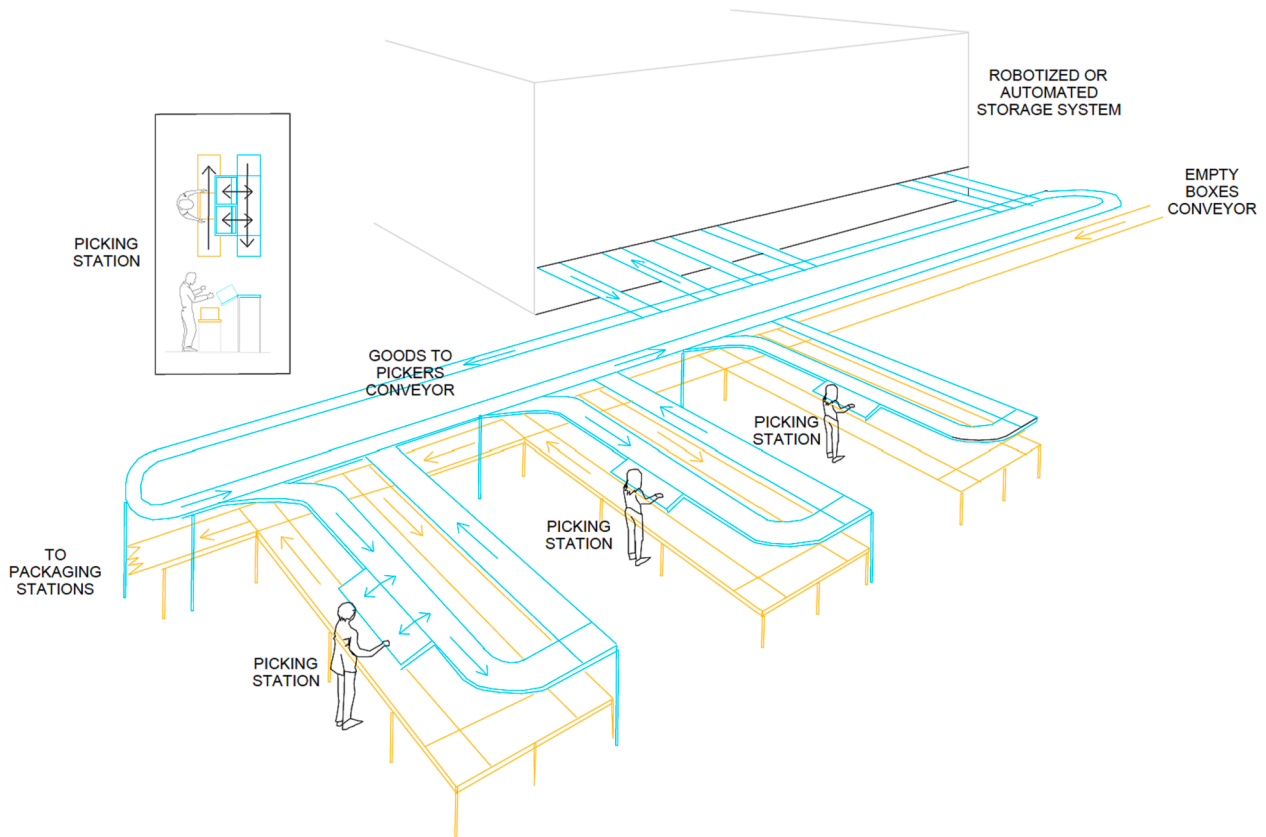 ROBOTIZED OR
AUTOMATED
STORAGE SYSTEM
EMPTY
BOXES
CONVEYOR
PICKING
STATION
GOODS TO
PICKERS
CONVEYOR
PICKING
STATION
PICKING
STATION
TO
PACKAGING
STATIONS
PICKING
STATION